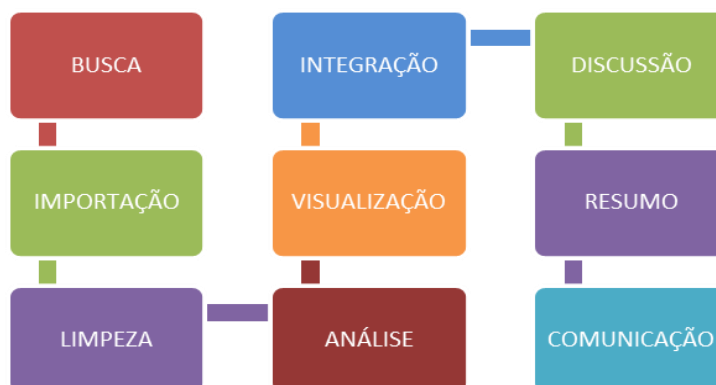 BUSCA
IMPORTAÇÃO
LIMPEZA
ANÁLISE
VISUALIZAÇÃO
INTEGRAÇÃO
DISCUSSÃO
RESUMO
COMUNICAÇÃO